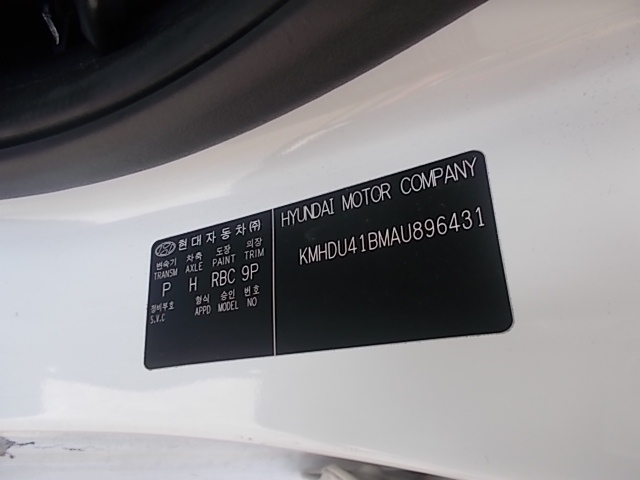 현대자동차㈜ HYUNDAI MOTOR COMPANY
변속기 차축 도장 의장
TRANSM AXLE PAINT TRIM
P H RBC 9P
KMHDU41BMAU896431
정비부호 형식 승인 번호
S.V.C APPD MODEL NO